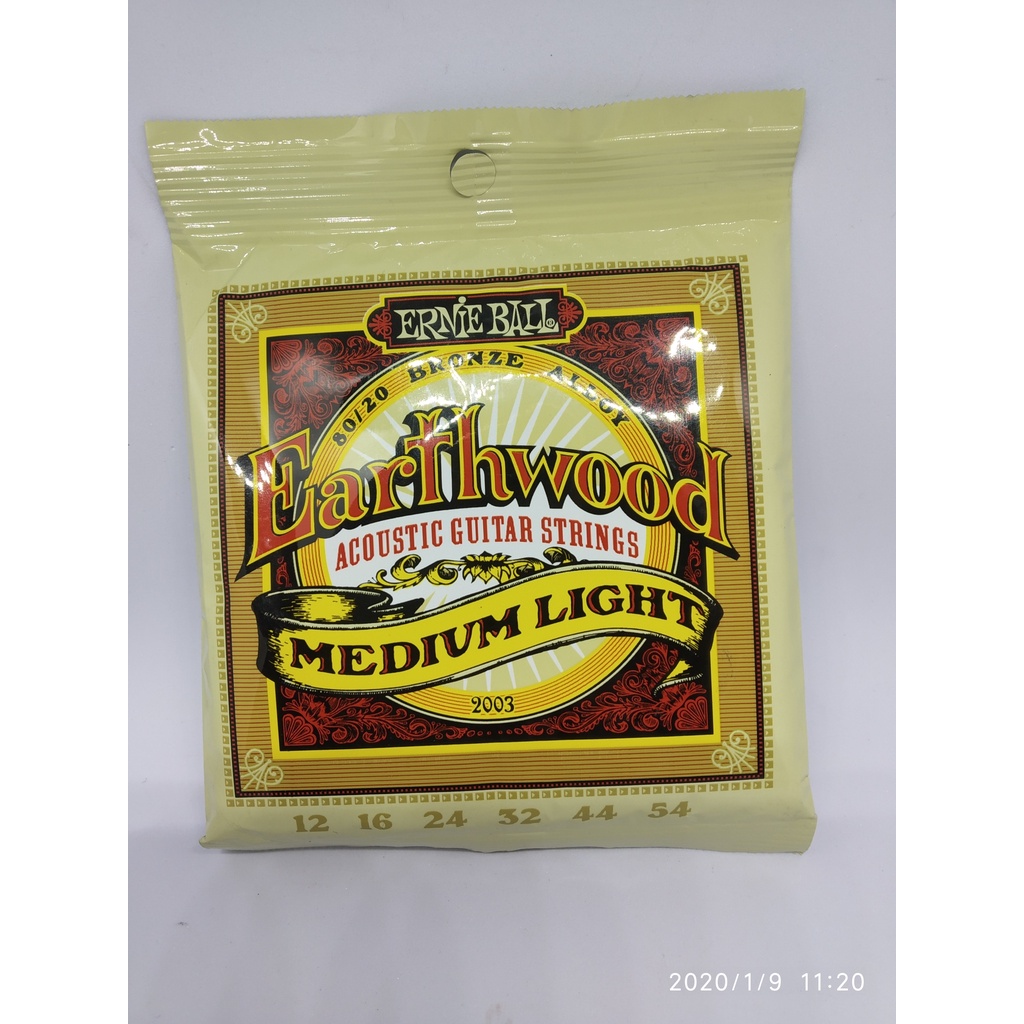 ERNIE BALL®
80/20 BRONZE ALLOY
Earthwood
ACOUSTIC GUITAR STRINGS
MEDIUM LIGHT
2003
12 16 24 32 44 54
2020/1/9 11:20